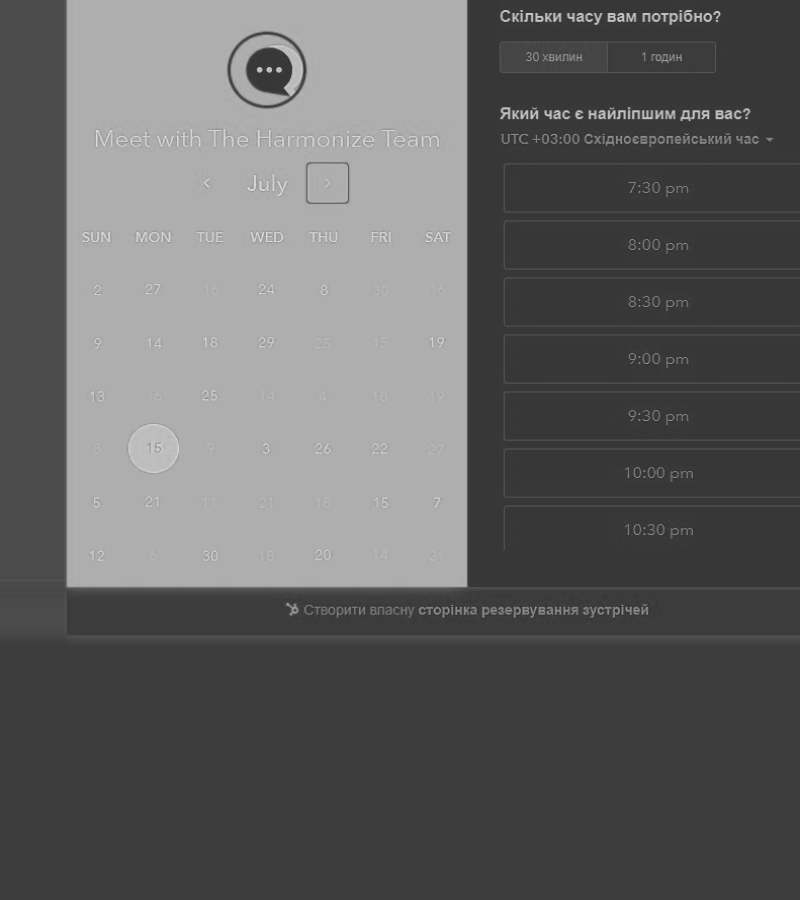 Meet with The Harmonize Team
July
SUN MON TUE WED THU FRI SAT
2 27 16 24 8 30 16
9 14 18 29 25 15 19
13 16 25 14 4 18 19
8 15 9 3 26 22 27
5 21 11 21 18 15 7
12 6 30 18 20 14 21
Скільки часу вам потрібно?
30 хвилин 1 годин
Який час є найліпшим для вас?
UTC +03:00 Східноєвропейський час
7:30 pm
8:00 pm
8:30 pm
9:00 pm
9:30 pm
10:00 pm
10:30 pm
Створити власну сторінка резервування зустрічей